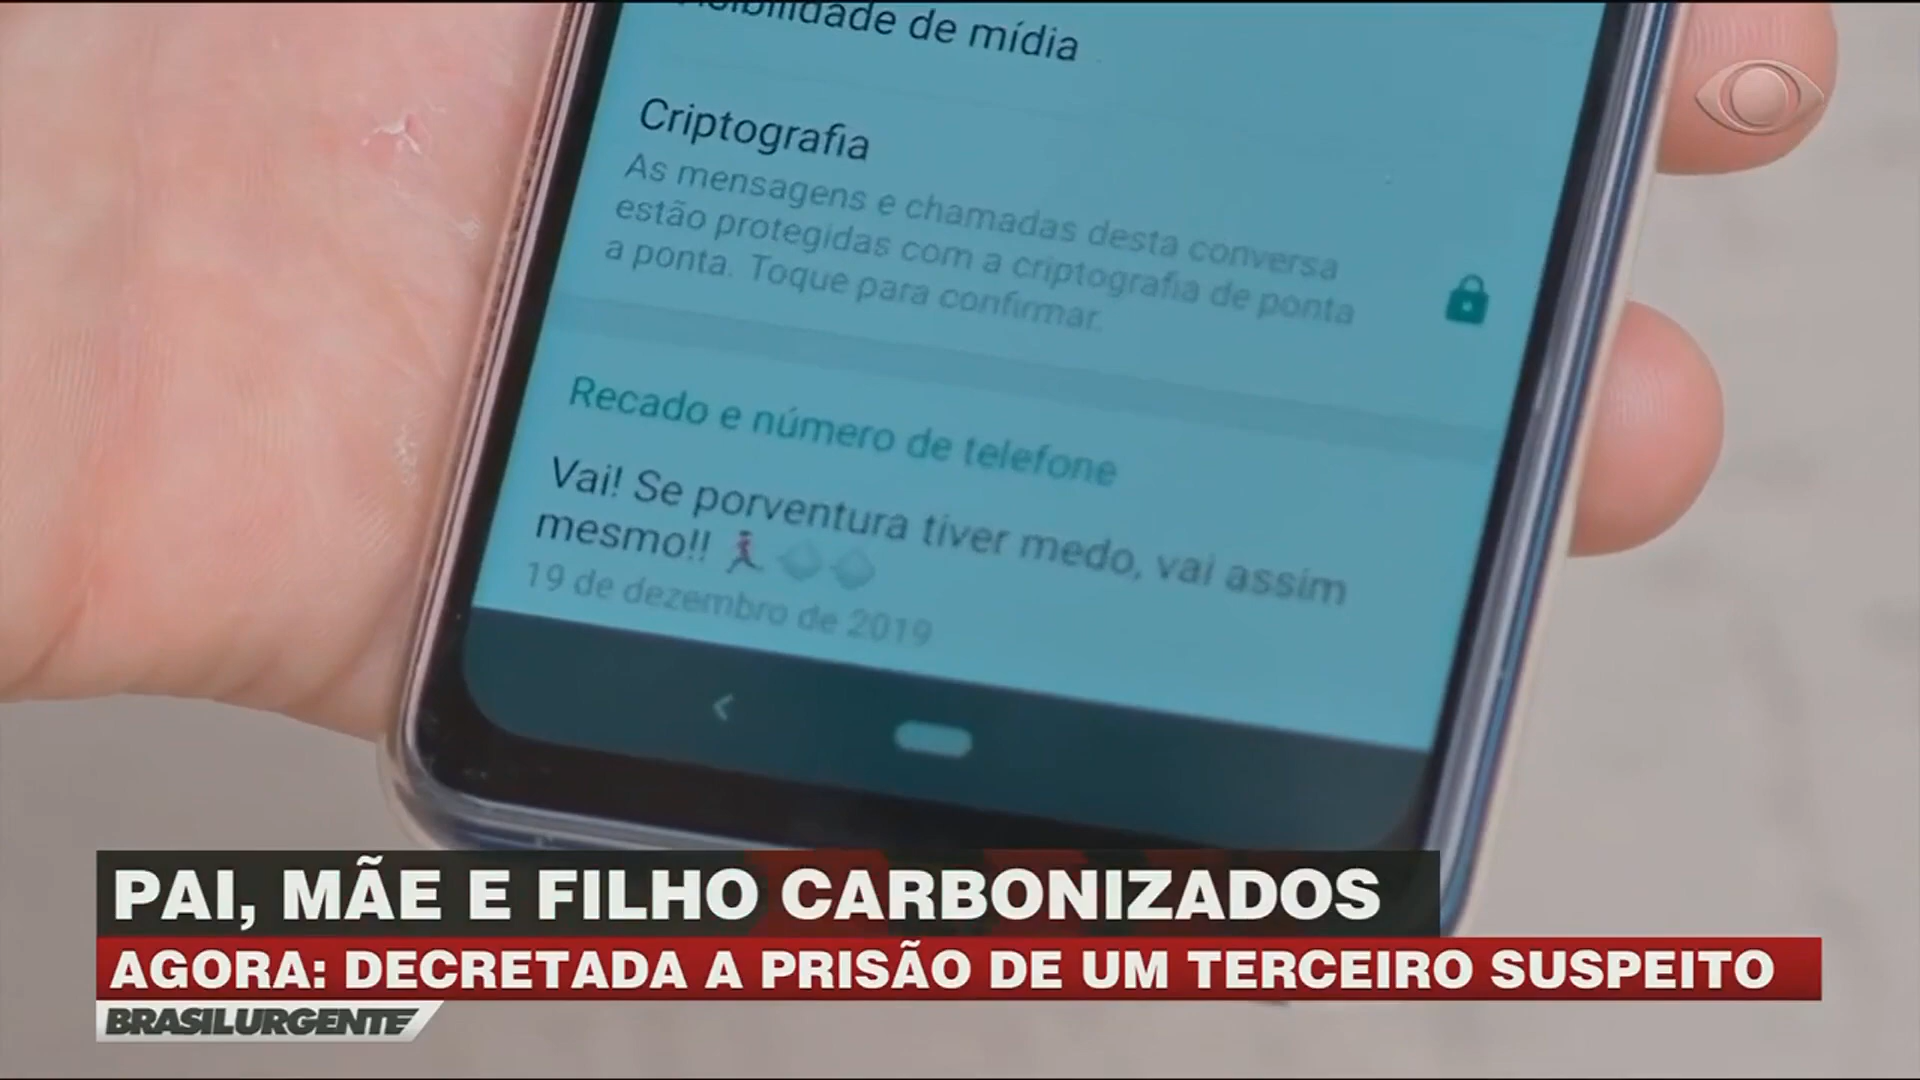 de mídia
Criptografia
As mensagens e chamadas desta conversa
estão protegidas com a criptografia de ponta
a ponta. Toque para confirmar.
Recado e número de telefone
Vai! Se porventura tiver medo, vai assim
mesmo!!
19 de dezembro de 2019
PAI, MÃE E FILHO CARBONIZADOS
AGORA: DECRETADA A PRISÃO DE UM TERCEIRO SUSPEITO
BRASILURGENTE